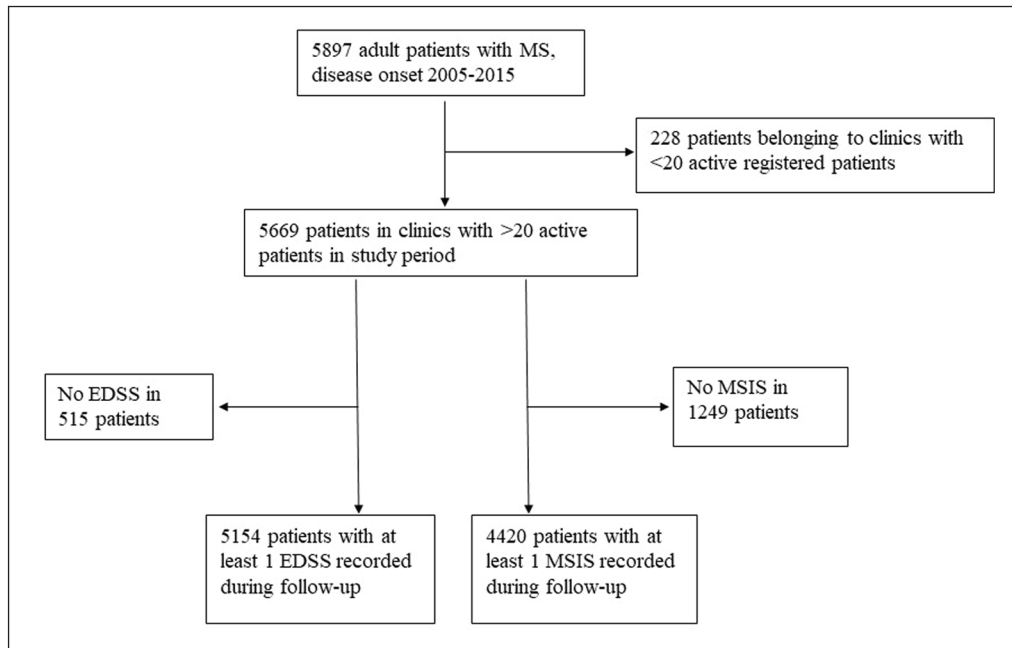 5897 adult patients with MS,
disease onset 2005-2015
228 patients belonging to clinics with
<20 active registered patients
5669 patients in clinics with >20 active
patients in study period
No EDSS in
515 patients
No MSIS in
1249 patients
5154 patients with at
least 1 EDSS recorded
during follow-up
4420 patients with at
least 1 MSIS recorded
during follow-up